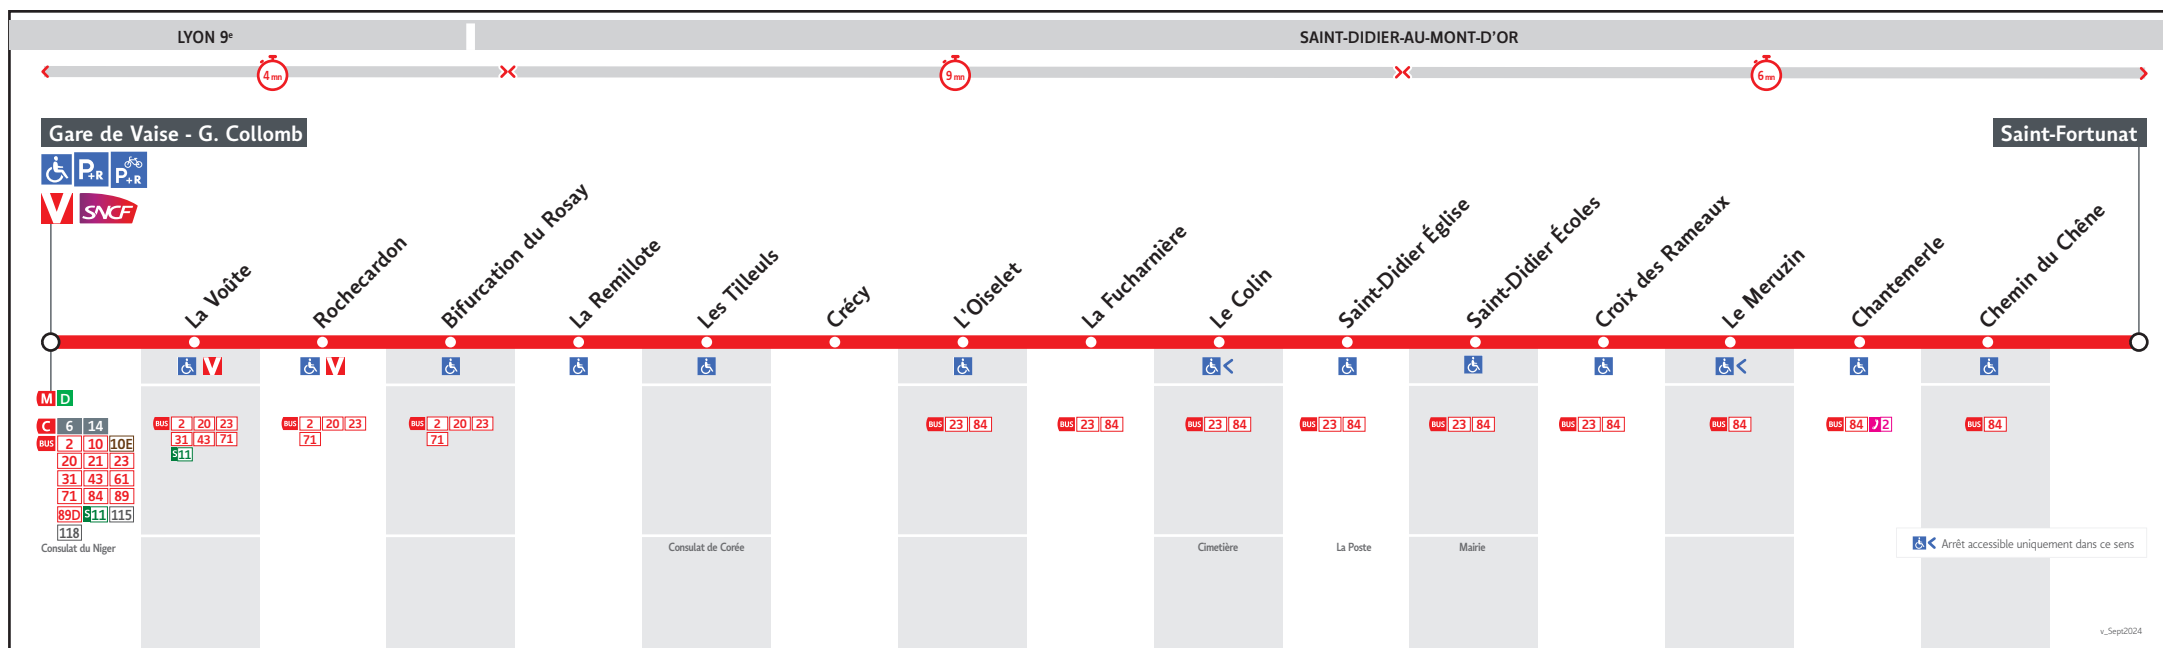 LYON 9e
SAINT-DIDIER-AU-MONT-D'OR
4 mn
9 mn
6 mn
Gare de Vaise - G. Collomb
Saint-Fortunat
P+R
P+R
V
SNCF
La Voûte
Rochecardon
Bifurcation du Rosay
La Remillote
Les Tilleuls
Crécy
L'Oiselet
La Fucharnière
Le Colin
Saint-Didier Église
Saint-Didier Écoles
Croix des Rameaux
Le Meruzin
Chantemerle
Chemin du Chêne
V
V
M D
C 6 14
BUS 2 10 10E
20 21 23
31 43 61
71 84 89
89D S11 115
118
BUS 2 20 23
31 43 71
S11
BUS 2 20 23
71
BUS 2 20 23
71
BUS 23 84
BUS 23 84
BUS 23 84
BUS 23 84
BUS 23 84
BUS 23 84
BUS 84
BUS 84 2
BUS 84
Consulat du Niger
Consulat de Corée
Cimetière
La Poste
Mairie
Arrêt accessible uniquement dans ce sens
v_Sept2024